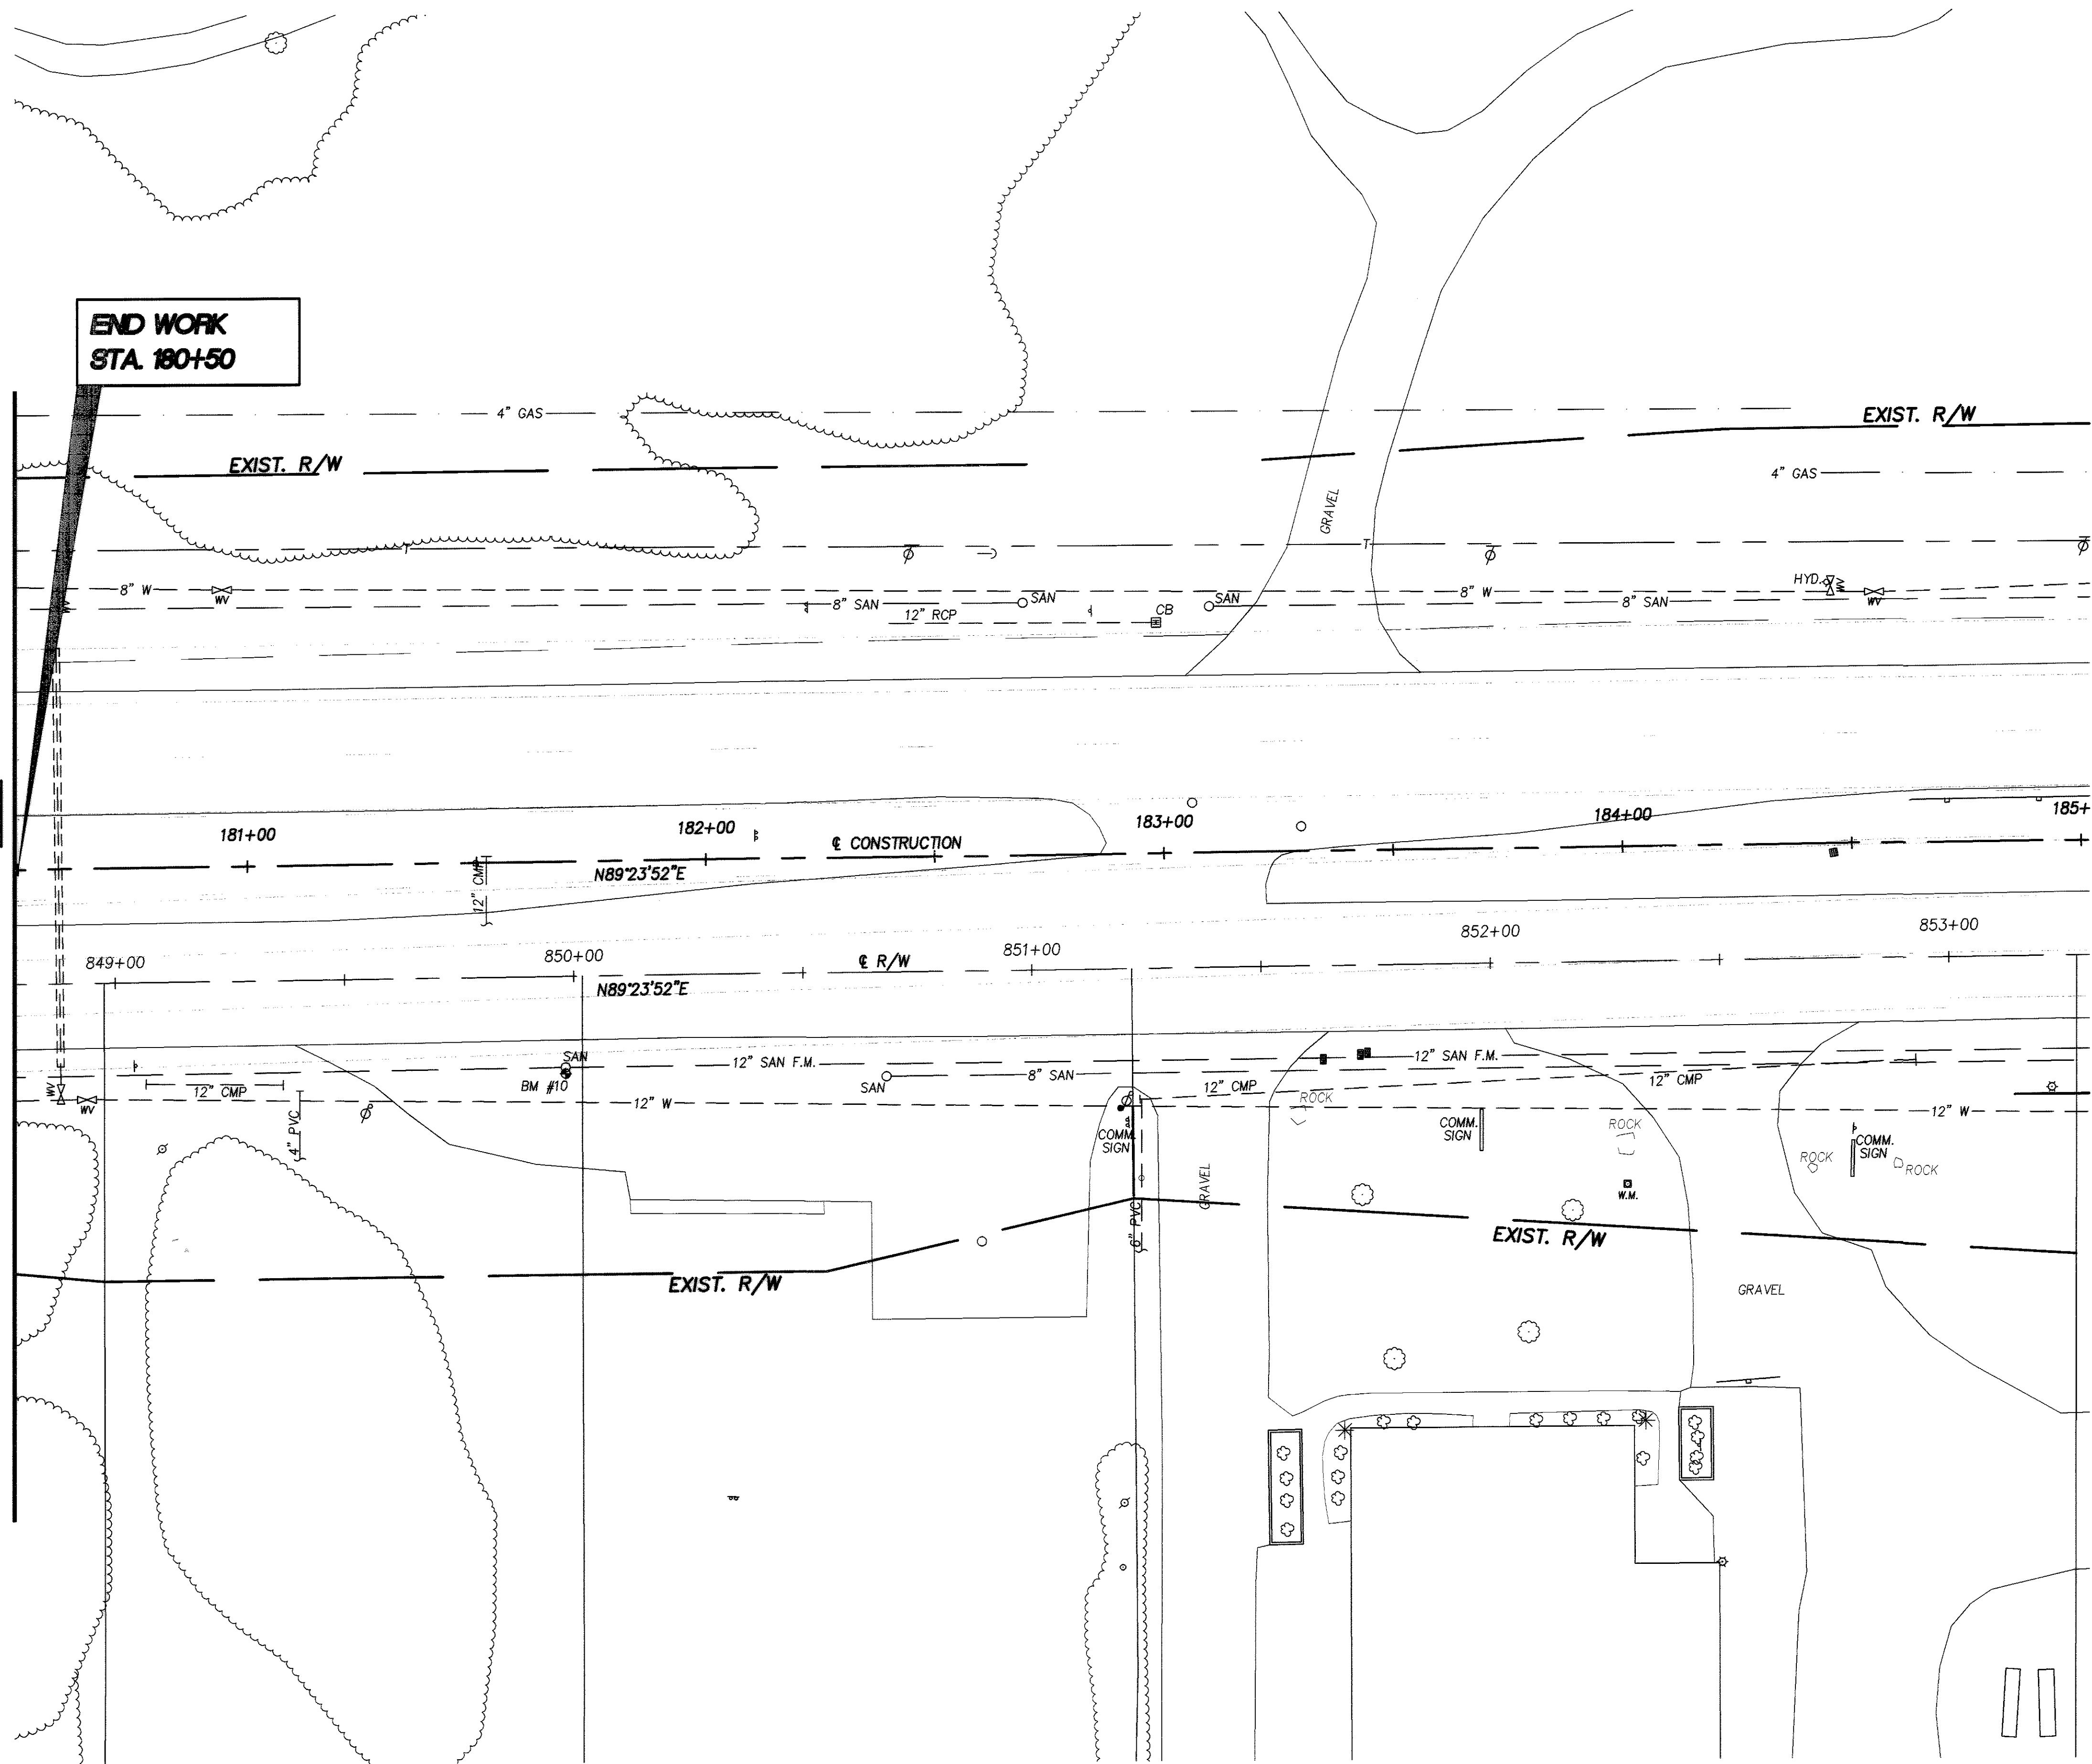 END WORK
STA. 180+50
4" GAS
EXIST. R/W
EXIST. R/W
4" GAS
GRAVEL
T
T
8" W
WV
WV
8" SAN
SAN
12" RCP
CB
SAN
8" W
8" SAN
HYD.
WV
WV
181+00
182+00
℄ CONSTRUCTION
183+00
184+00
185+
N89°23'52"E
12" CMP
849+00
850+00
℄ R/W
851+00
852+00
853+00
N89°23'52"E
SAN
12" SAN F.M.
12" SAN F.M.
BM #10
SAN
8" SAN
12" CMP
12" CMP
12" CMP
WV
WV
12" W
12" W
4" PVC
COMM.
SIGN
ROCK
COMM.
SIGN
ROCK
COMM.
SIGN
ROCK
ROCK
W.M.
GRAVEL
6" PVC
EXIST. R/W
EXIST. R/W
GRAVEL